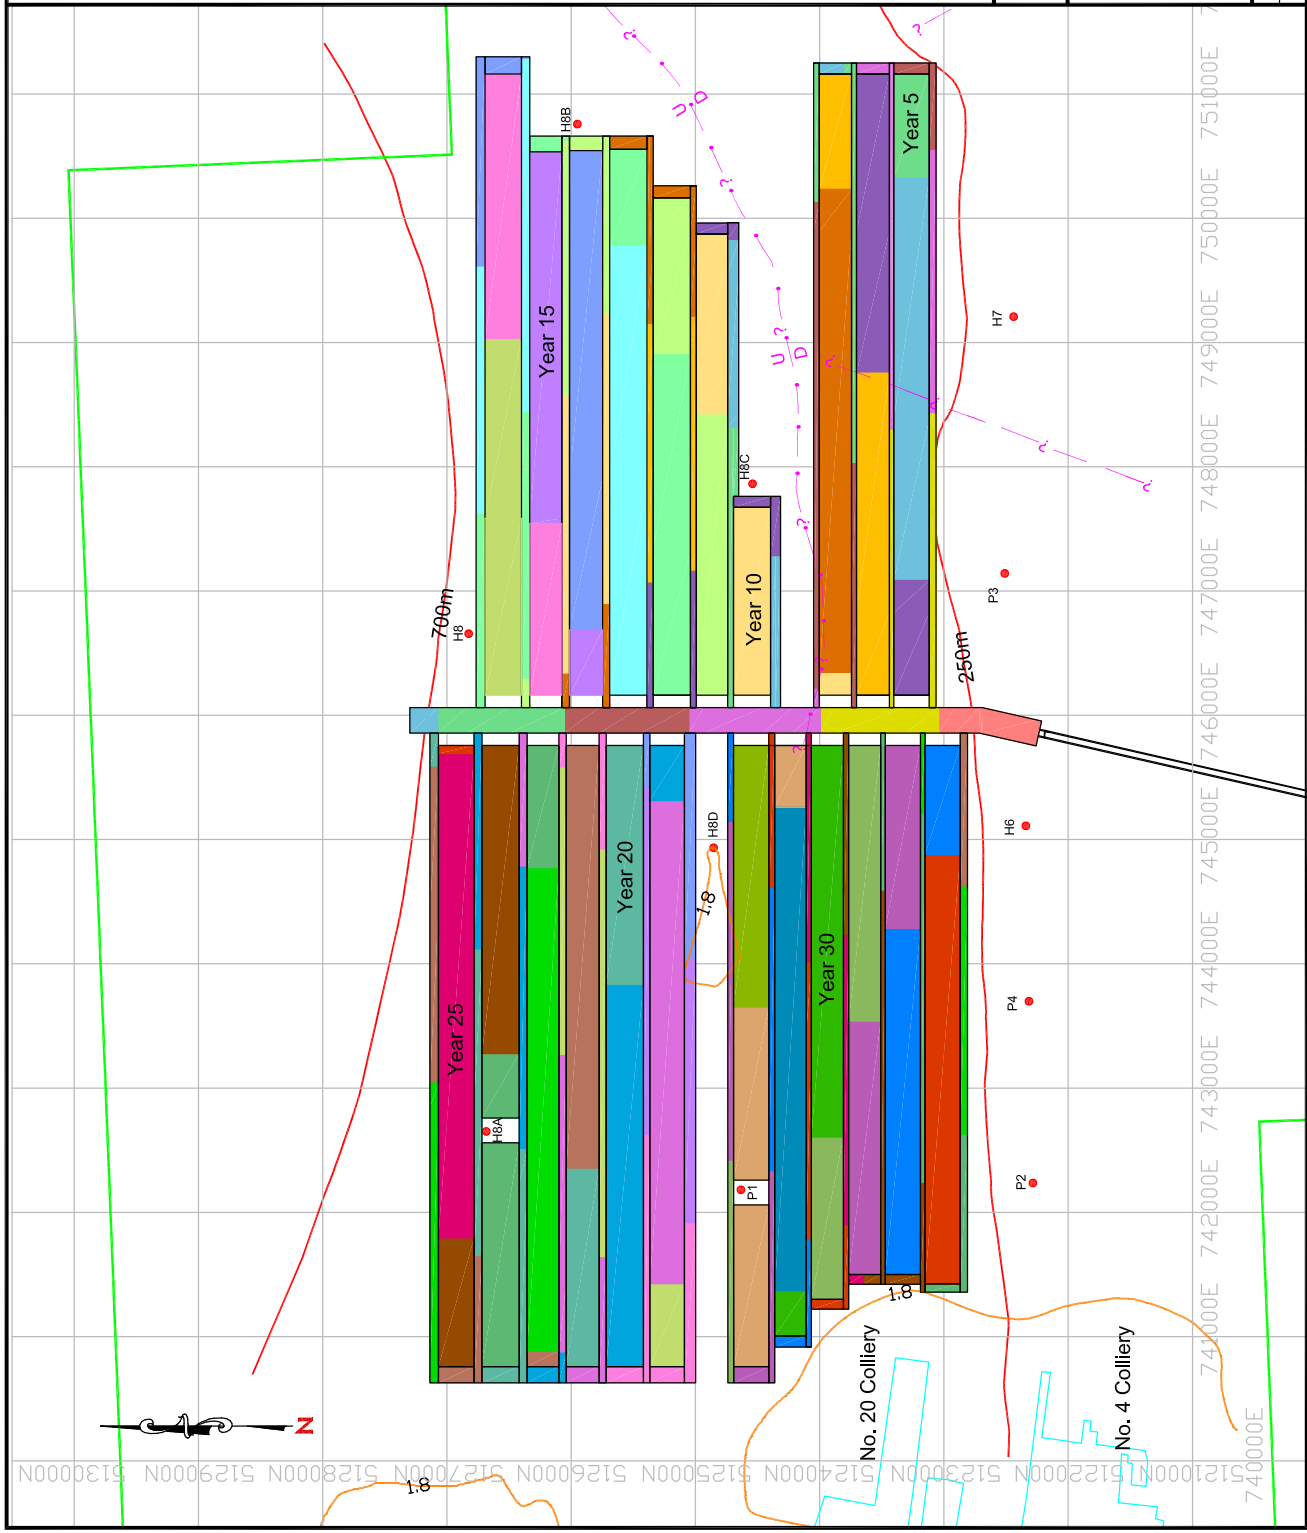 ?
?
U
D
?
U
?
D
?
?
?
?
?
?
?
H8B
H8C
H8
H7
P3
Year 5
Year 15
Year 10
700m
250m
H8D
1.8
H6
P4
P2
H8A
P1
Year 20
Year 25
Year 30
1.8
1.8
No. 20 Colliery
No. 4 Colliery
N
751000E
750000E
749000E
748000E
747000E
746000E
745000E
744000E
743000E
742000E
741000E
740000E
5130000N
5129000N
5128000N
5127000N
5126000N
5125000N
5124000N
5123000N
5122000N
5121000N